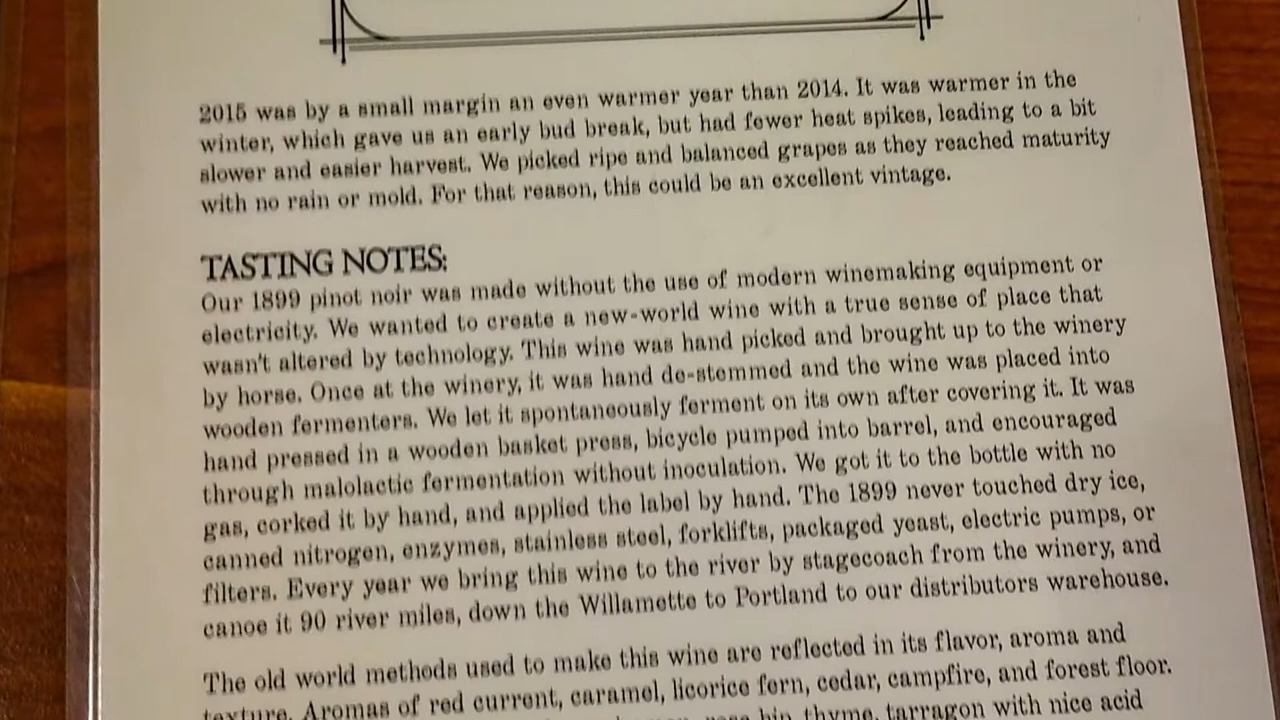 2015 was by a small margin an even warmer year than 2014. It was warmer in the
winter, which gave us an early bud break, but had fewer heat spikes, leading to a bit
slower and easier harvest. We picked ripe and balanced grapes as they reached maturity
with no rain or mold. For that reason, this could be an excellent vintage.
TASTING NOTES:
Our 1899 pinot noir was made without the use of modern winemaking equipment or
electricity. We wanted to create a new-world wine with a true sense of place that
wasn't altered by technology. This wine was hand picked and brought up to the winery
by horse. Once at the winery, it was hand de-stemmed and the wine was placed into
wooden fermenters. We let it spontaneously ferment on its own after covering it. It was
hand pressed in a wooden basket press, bicycle pumped into barrel, and encouraged
through malolactic fermentation without inoculation. We got it to the bottle with no
gas, corked it by hand, and applied the label by hand. The 1899 never touched dry ice,
canned nitrogen, enzymes, stainless steel, forklifts, packaged yeast, electric pumps, or
filters. Every year we bring this wine to the river by stagecoach from the winery, and
canoe it 90 river miles, down the Willamette to Portland to our distributors warehouse.
The old world methods used to make this wine are reflected in its flavor, aroma and
texture. Aromas of red current, caramel, licorice fern, cedar, campfire, and forest floor.
rose hip, thyme, tarragon with nice acid